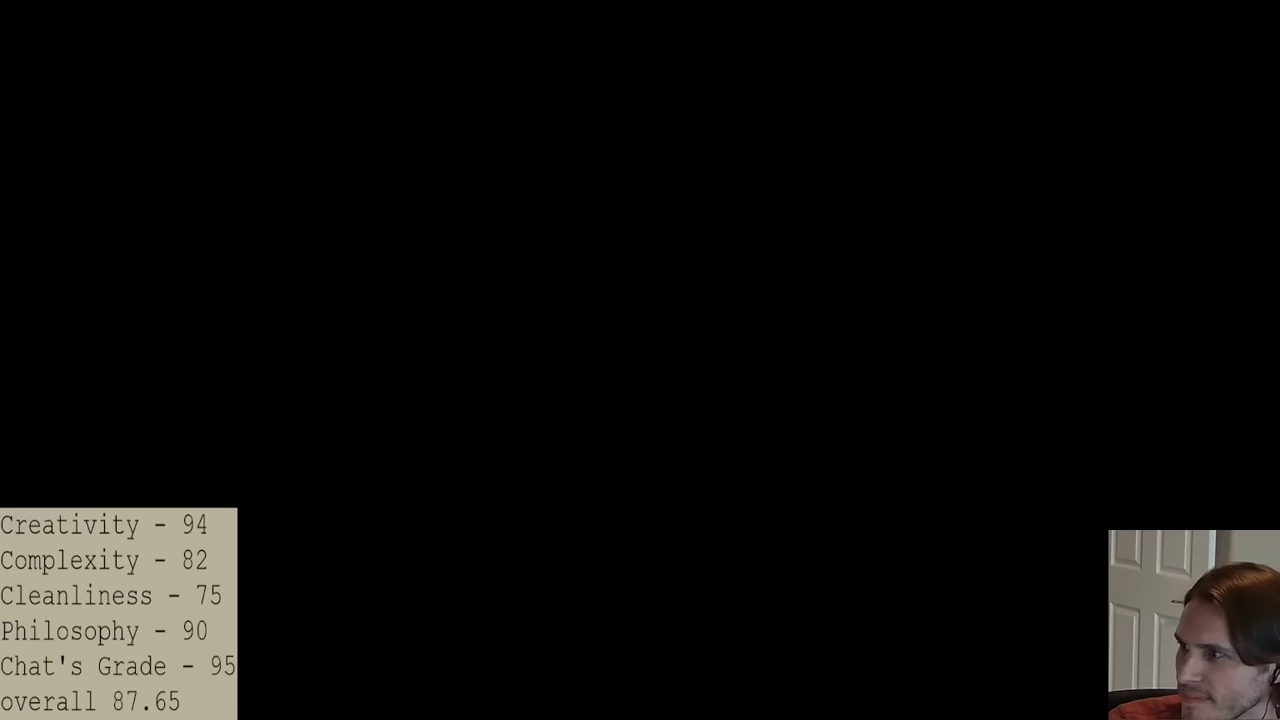 Creativity - 94
Complexity - 82
Cleanliness - 75
Philosophy - 90
Chat's Grade - 95
overall 87.65